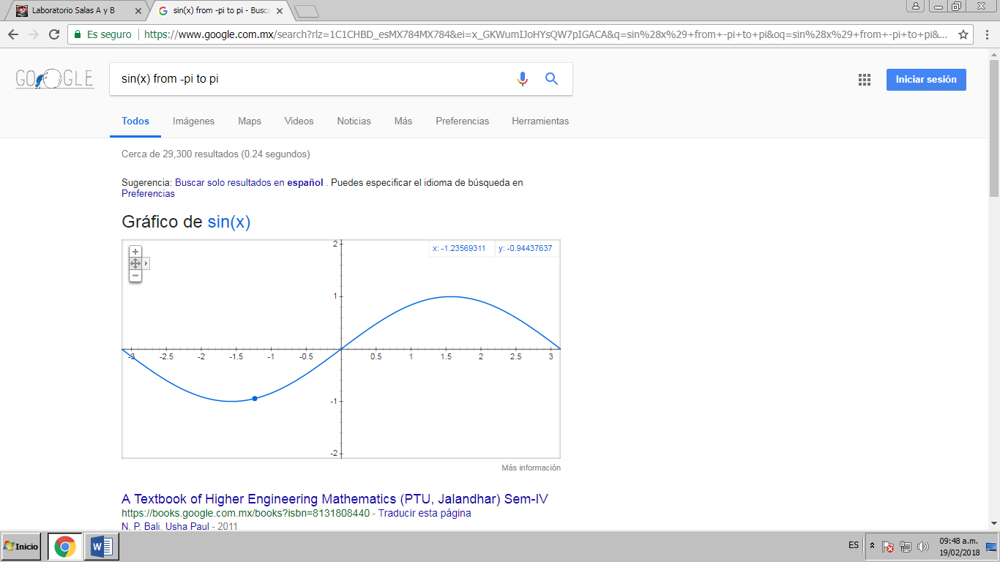 Laboratorio Salas A y B
sin(x) from -pi to pi - Busc
Es seguro
https://www.google.com.mx/search?rlz=1C1CHBD_esMX784MX784&ei=x_GKWumIJoHYsQW7pIGACA&q=sin%28x%29+from+-pi+to+pi&oq=sin%28x%29+from+-pi+to+pi&...
GOOGLE
sin(x) from -pi to pi
Iniciar sesión
Todos Imágenes Maps Videos Noticias Más Preferencias Herramientas
Cerca de 29,300 resultados (0.24 segundos)
Sugerencia: Buscar solo resultados en español . Puedes especificar el idioma de búsqueda en
Preferencias
Gráfico de sin(x)
x: -1.23569311 y: -0.94437637
2
1
-3 -2.5 -2 -1.5 -1 -0.5 0.5 1 1.5 2 2.5 3
-1
-2
Más información
A Textbook of Higher Engineering Mathematics (PTU, Jalandhar) Sem-IV
https://books.google.com.mx/books?isbn=8131808440 - Traducir esta página
N. P. Bali, Usha Paul - 2011
Inicio
ES
09:48 a.m.
19/02/2018